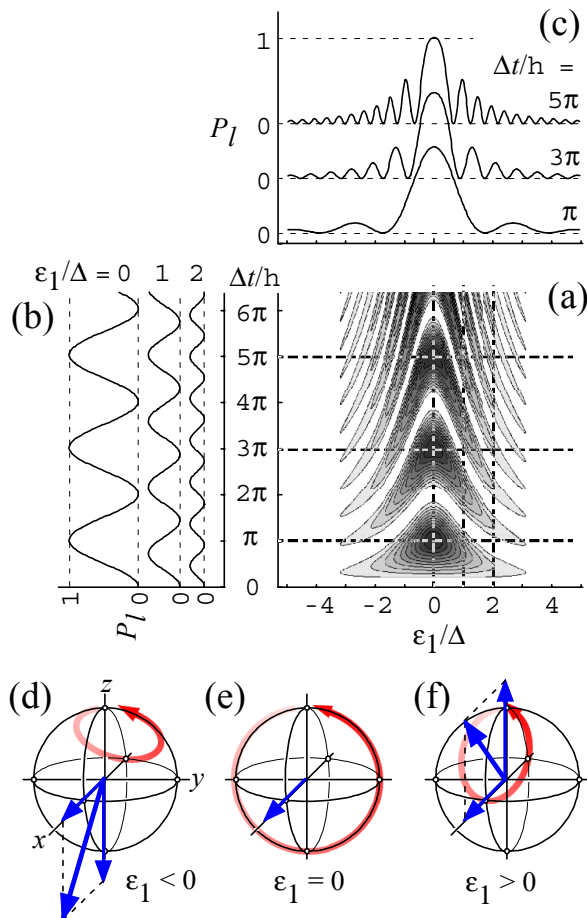 (c)
1
Δt/h =
5π
P_l
0
3π
0
π
0
ε₁/Δ = 0 1 2 Δt/h
(b)
(a)
6π
5π
4π
3π
2π
π
0
1 0 0 0
P_l
-4 -2 0 2 4
ε₁/Δ
(d) z (e) (f)
y
x
ε₁ < 0 ε₁ = 0 ε₁ > 0